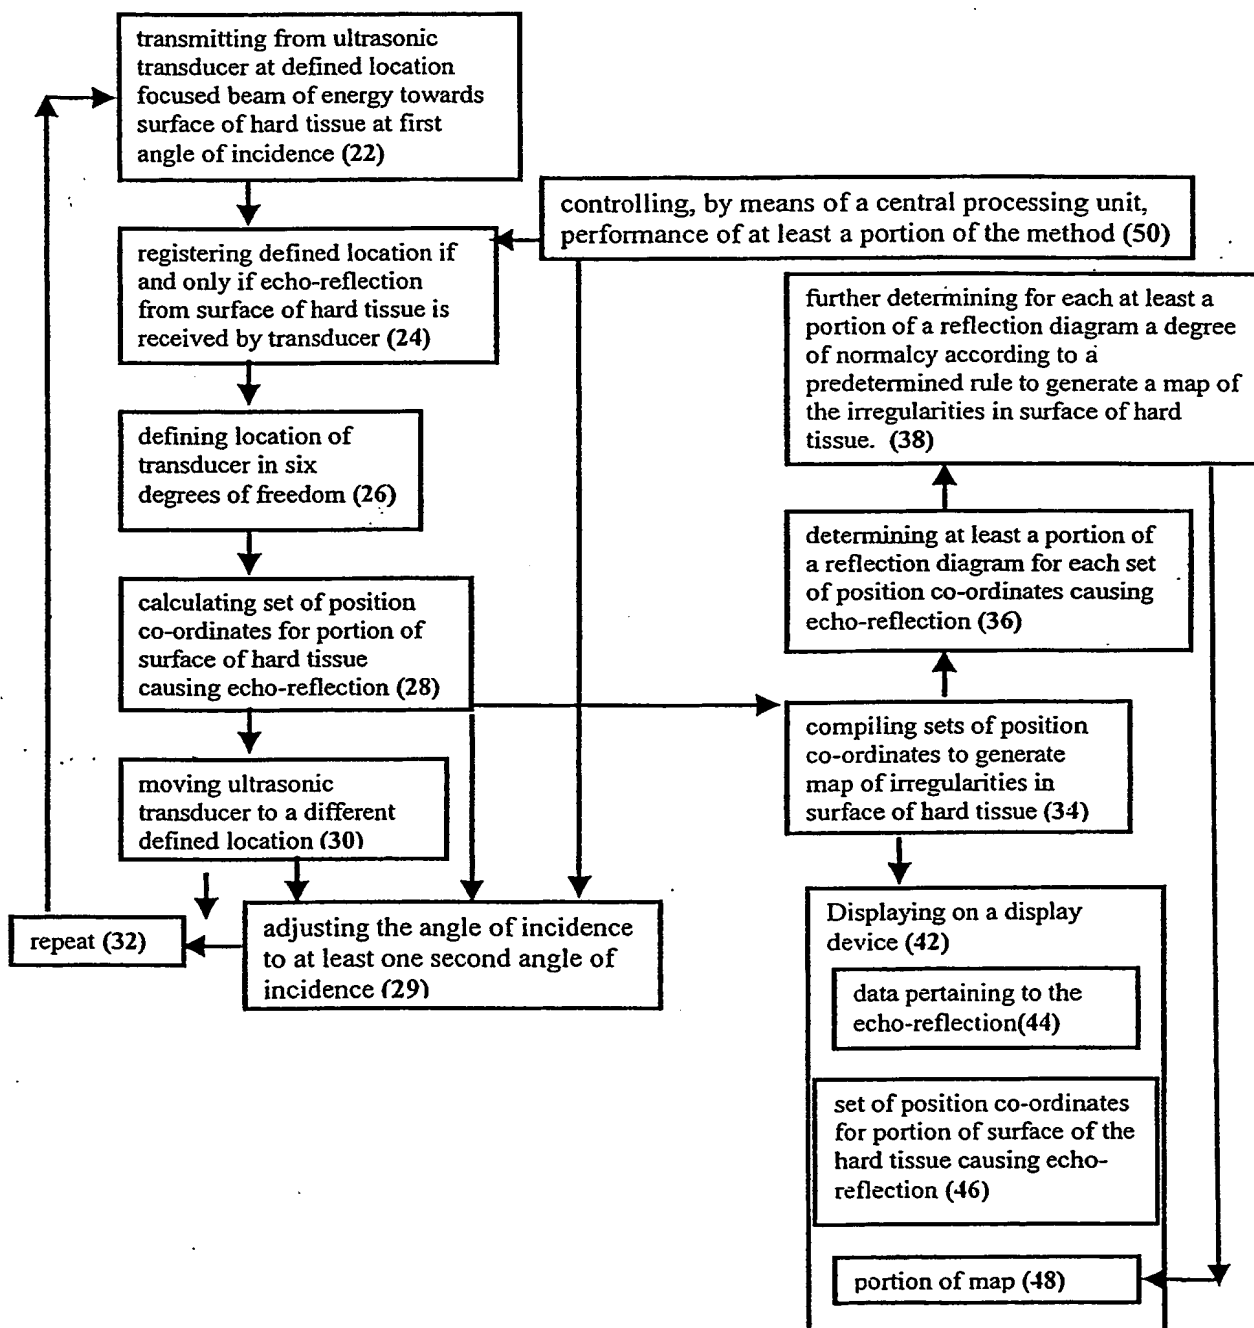 transmitting from ultrasonic
transducer at defined location
focused beam of energy towards
surface of hard tissue at first
angle of incidence (22)
controlling, by means of a central processing unit,
performance of at least a portion of the method (50)
registering defined location if
and only if echo-reflection
from surface of hard tissue is
received by transducer (24)
defining location of
transducer in six
degrees of freedom (26)
calculating set of position
co-ordinates for portion of
surface of hard tissue
causing echo-reflection (28)
moving ultrasonic
transducer to a different
defined location (30)
repeat (32)
adjusting the angle of incidence
to at least one second angle of
incidence (29)
further determining for each at least a
portion of a reflection diagram a degree
of normalcy according to a
predetermined rule to generate a map of
the irregularities in surface of hard
tissue. (38)
determining at least a portion of
a reflection diagram for each set
of position co-ordinates causing
echo-reflection (36)
compiling sets of position
co-ordinates to generate
map of irregularities in
surface of hard tissue (34)
Displaying on a display
device (42)
data pertaining to the
echo-reflection(44)
set of position co-ordinates
for portion of surface of the
hard tissue causing echo-
reflection (46)
portion of map (48)